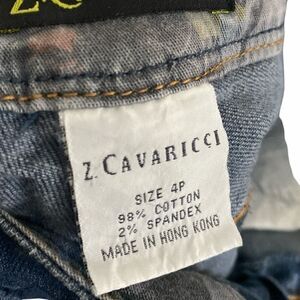 Z. CAVARICCI
SIZE 4P
98% COTTON
2% SPANDEX
MADE IN HONG KONG